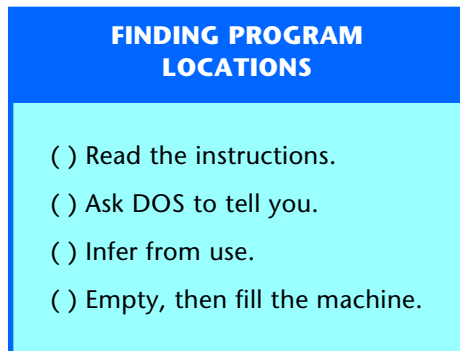 FINDING PROGRAM
LOCATIONS
( ) Read the instructions.
( ) Ask DOS to tell you.
( ) Infer from use.
( ) Empty, then fill the machine.